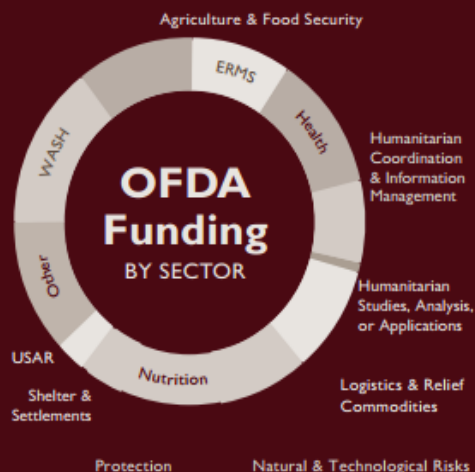 Agriculture & Food Security
ERMS
Health
WASH
Humanitarian
Coordination
& Information
Management
OFDA
Funding
BY SECTOR
Other
Humanitarian
Studies, Analysis,
or Applications
USAR
Nutrition
Logistics & Relief
Commodities
Shelter &
Settlements
Protection
Natural & Technological Risks